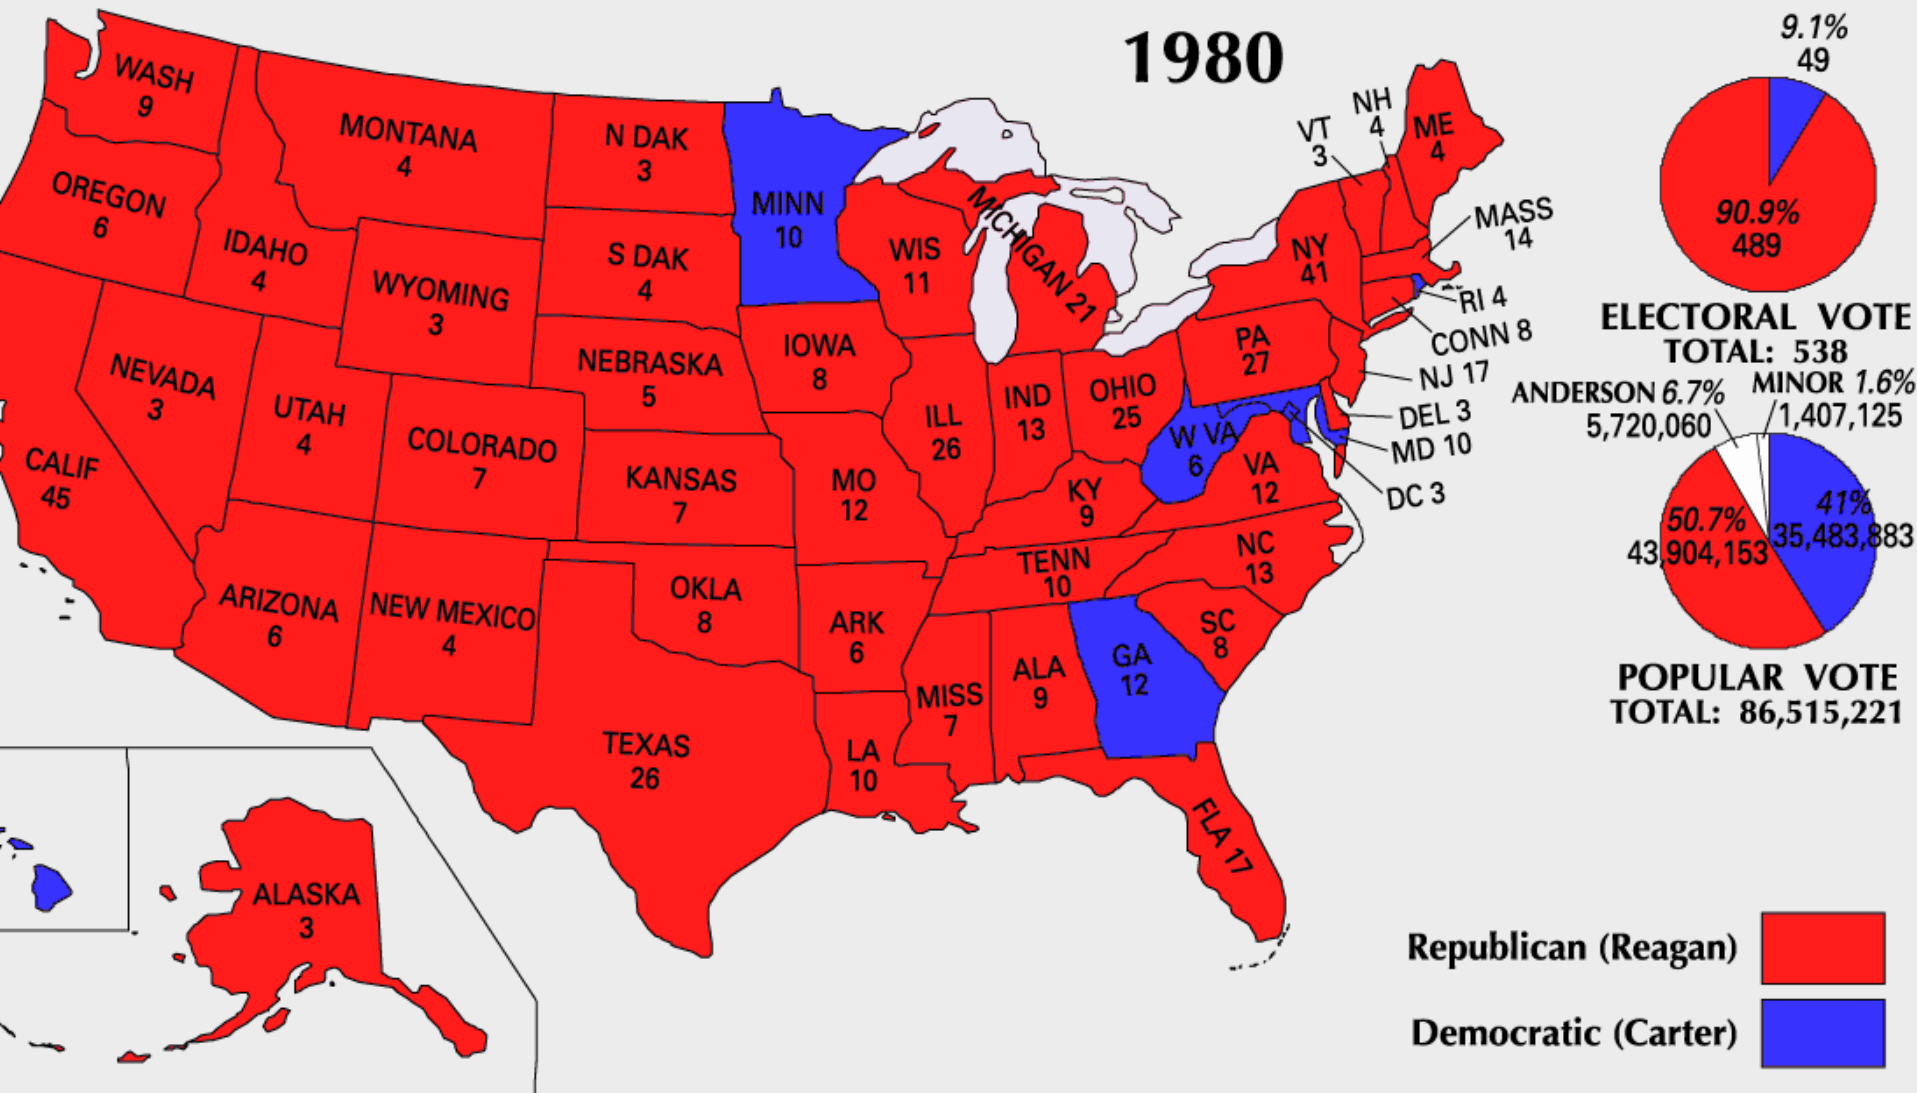 1980
WASH
9
OREGON
6
CALIF
45
IDAHO
4
NEVADA
3
MONTANA
4
WYOMING
3
UTAH
4
ARIZONA
6
COLORADO
7
NEW MEXICO
4
N DAK
3
S DAK
4
NEBRASKA
5
KANSAS
7
OKLA
8
TEXAS
26
MINN
10
IOWA
8
MO
12
ARK
6
LA
10
WIS
11
ILL
26
MICHIGAN 21
IND
13
OHIO
25
KY
9
TENN
10
MISS
7
ALA
9
GA
12
FLA 17
SC
8
NC
13
VA
12
W VA
6
PA
27
NY
41
VT
3
NH
4
ME
4
MASS
14
RI 4
CONN 8
NJ 17
DEL 3
MD 10
DC 3
ALASKA
3
9.1%
49
90.9%
489
ELECTORAL VOTE
TOTAL: 538
ANDERSON 6.7%
5,720,060
MINOR 1.6%
1,407,125
50.7%
43,904,153
41%
35,483,883
POPULAR VOTE
TOTAL: 86,515,221
Republican (Reagan)
Democratic (Carter)